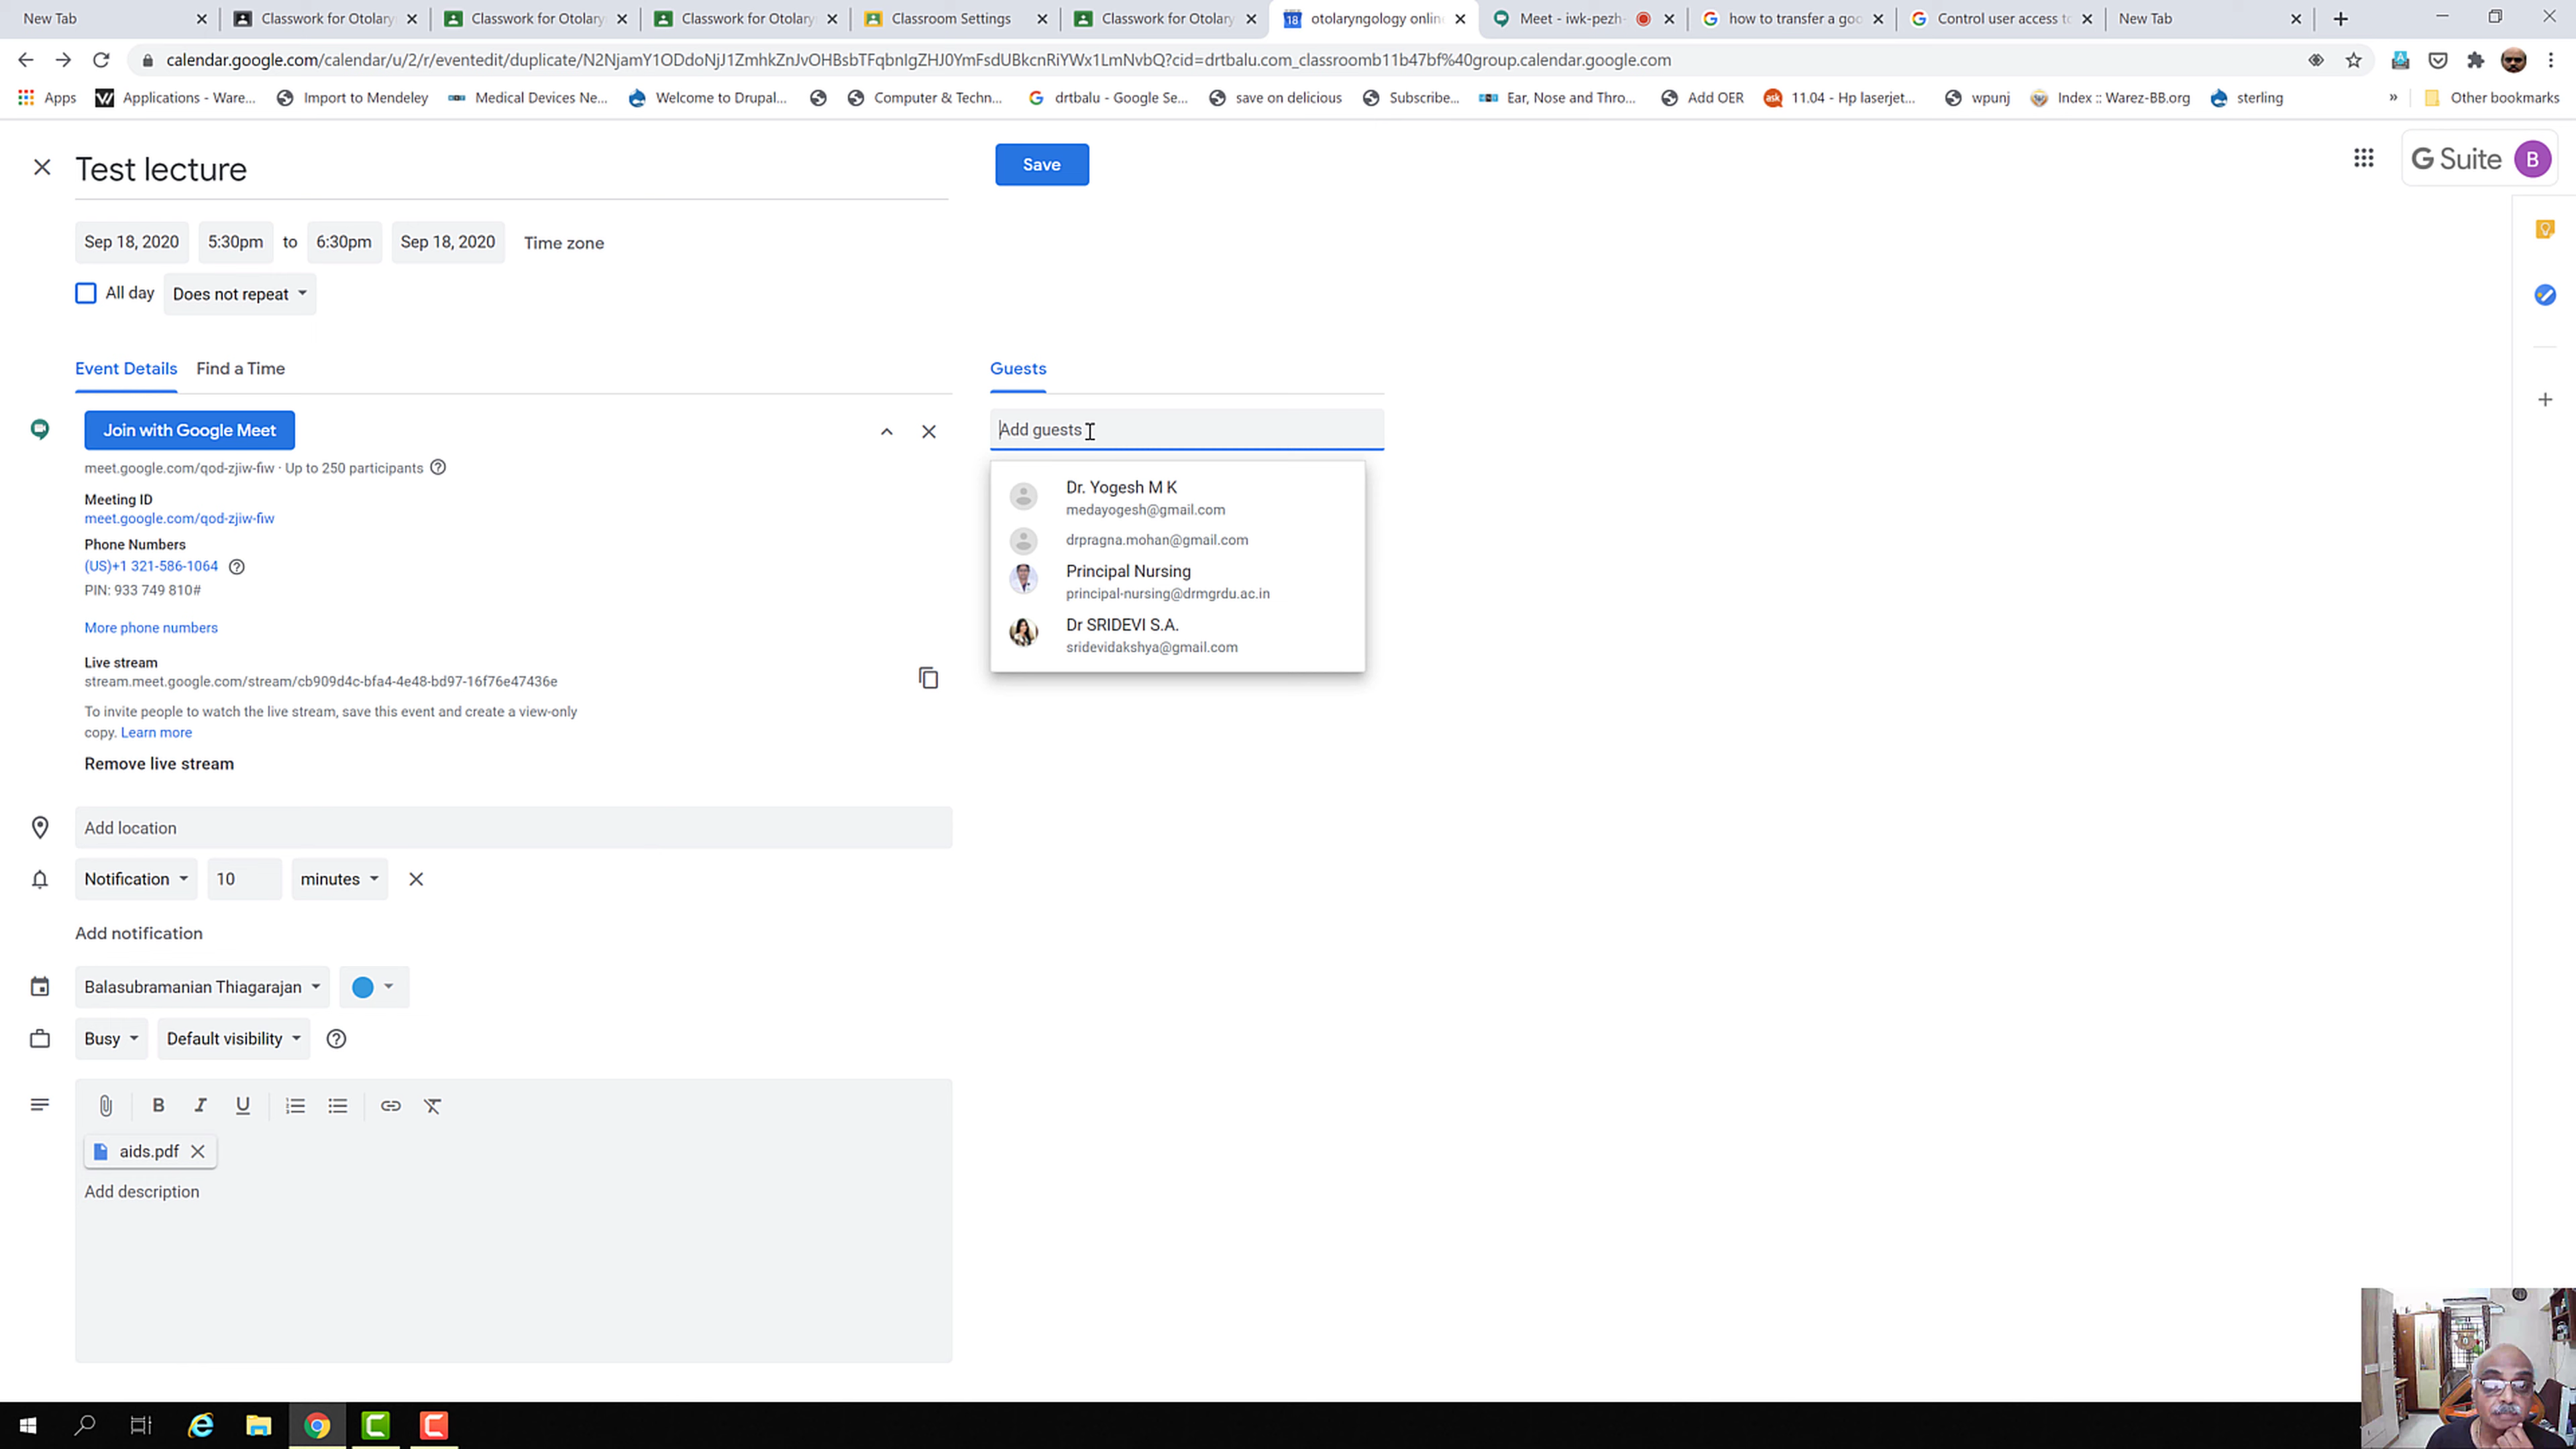 New Tab
Classwork for Otolary
Classwork for Otolary
Classwork for Otolary
Classroom Settings
Classwork for Otolary
otolaryngology onlin
Meet - iwk-pezh-
how to transfer a goo
Control user access to
New Tab
calendar.google.com/calendar/u/2/r/eventedit/duplicate/N2NjamY1ODdoNjJ1ZmhkZnJvOHBsbTFqbnIgZHJ0YmFsdUBkcnRiYWx1LmNvbQ?cid=drtbalu.com_classroomb11b47bf%40group.calendar.google.com
Apps
Applications - Ware...
Import to Mendeley
Medical Devices Ne...
Welcome to Drupal...
Computer & Techn...
drtbalu - Google Se...
save on delicious
Subscribe...
Ear, Nose and Thro...
Add OER
ask
11.04 - Hp laserjet...
wpunj
Index :: Warez-BB.org
sterling
»
Other bookmarks
Test lecture
Save
G Suite
B
Sep 18, 2020
5:30pm
to
6:30pm
Sep 18, 2020
Time zone
All day
Does not repeat
Event Details
Find a Time
Guests
Join with Google Meet
Add guests
meet.google.com/qod-zjiw-fiw · Up to 250 participants
Meeting ID
meet.google.com/qod-zjiw-fiw
Phone Numbers
(US)+1 321-586-1064
PIN: 933 749 810#
More phone numbers
Dr. Yogesh M K
medayogesh@gmail.com
drpragna.mohan@gmail.com
Principal Nursing
principal-nursing@drmgrdu.ac.in
Dr SRIDEVI S.A.
sridevidakshya@gmail.com
Live stream
stream.meet.google.com/stream/cb909d4c-bfa4-4e48-bd97-16f76e47436e
To invite people to watch the live stream, save this event and create a view-only
copy. Learn more
Remove live stream
Add location
Notification
10
minutes
Add notification
Balasubramanian Thiagarajan
Busy
Default visibility
B I U
aids.pdf
Add description